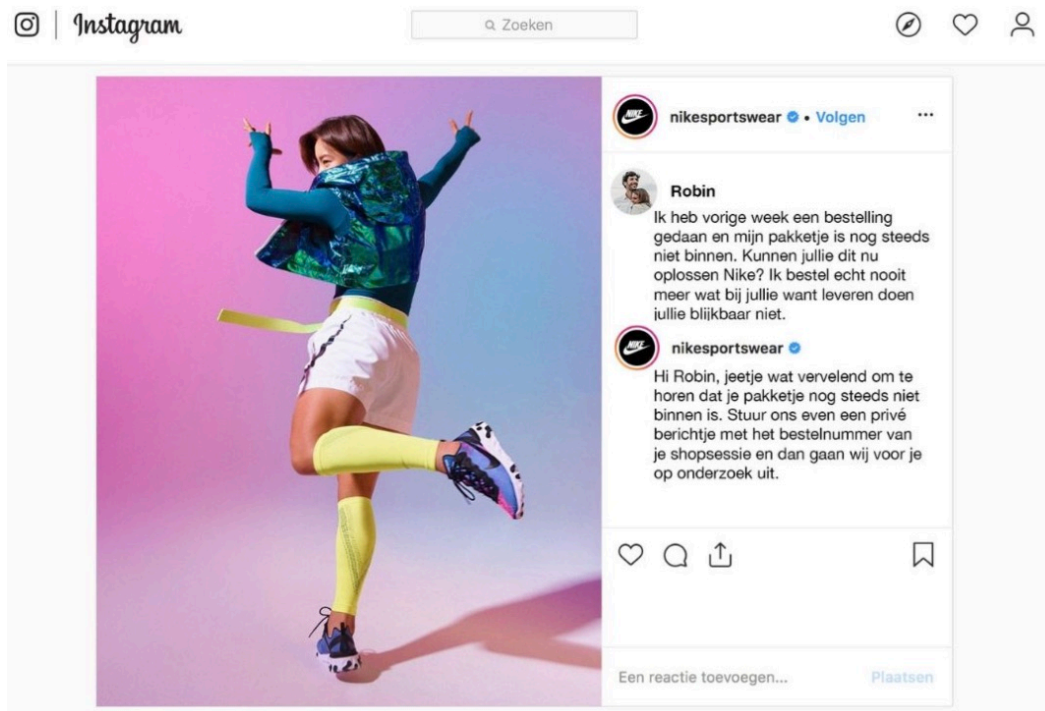 Instagram
Zoeken
nikesportswear • Volgen
Robin
Ik heb vorige week een bestelling
gedaan en mijn pakketje is nog steeds
niet binnen. Kunnen jullie dit nu
oplossen Nike? Ik bestel echt nooit
meer wat bij jullie want leveren doen
jullie blijkbaar niet.
NIKE
nikesportswear
Hi Robin, jeetje wat vervelend om te
horen dat je pakketje nog steeds niet
binnen is. Stuur ons even een privé
berichtje met het bestelnummer van
je shopsessie en dan gaan wij voor je
op onderzoek uit.
Een reactie toevoegen...
Plaatsen